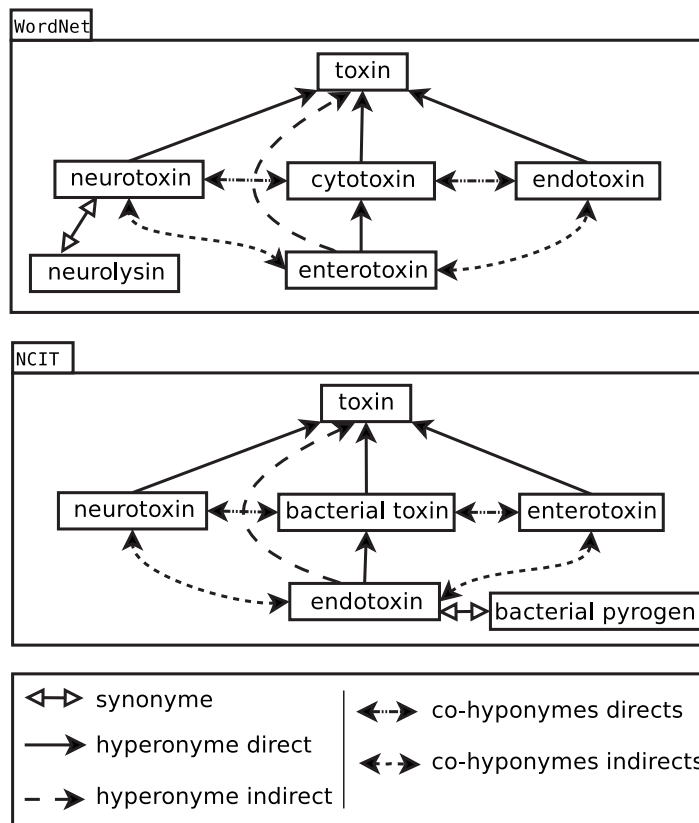 WordNet
toxin
neurotoxin
cytotoxin
endotoxin
neurolysin
enterotoxin
NCIT
toxin
neurotoxin
bacterial toxin
enterotoxin
endotoxin
bacterial pyrogen
synonyme
hyperonyme direct
hyperonyme indirect
co-hyponymes directs
co-hyponymes indirects